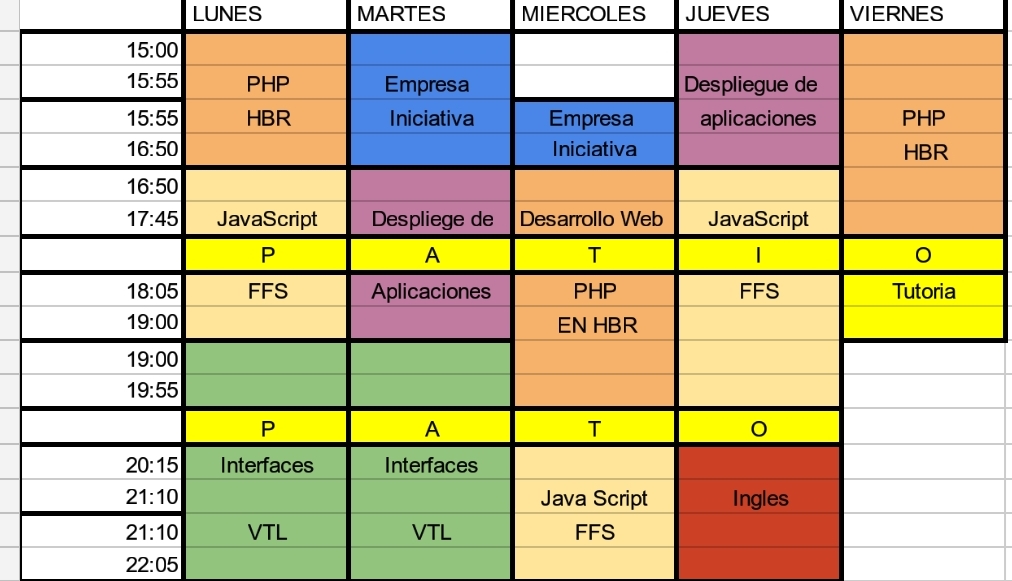 LUNES MARTES MIERCOLES JUEVES VIERNES
15:00
15:55 PHP Empresa Despliegue de
15:55 HBR Iniciativa Empresa aplicaciones PHP
16:50 Iniciativa HBR
16:50
17:45 JavaScript Despliege de Desarrollo Web JavaScript
P A T I O
18:05 FFS Aplicaciones PHP FFS Tutoria
19:00 EN HBR
19:00
19:55
P A T O
20:15 Interfaces Interfaces
21:10 Java Script Ingles
21:10 VTL VTL FFS
22:05